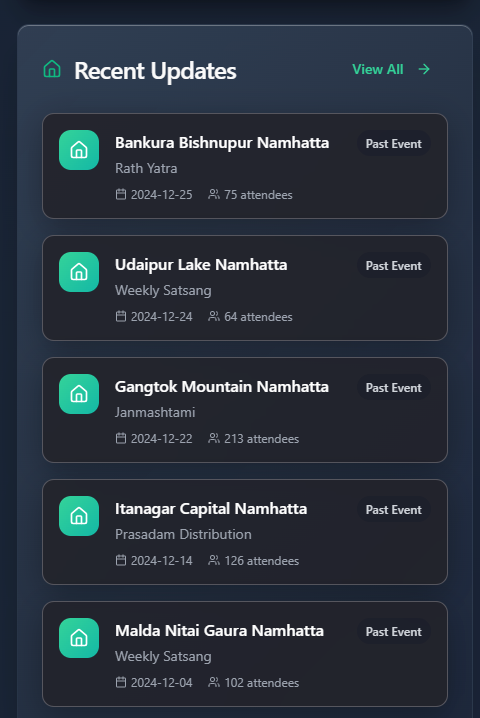 Recent Updates
View All
Bankura Bishnupur Namhatta
Past Event
Rath Yatra
2024-12-25 75 attendees
Udaipur Lake Namhatta
Past Event
Weekly Satsang
2024-12-24 64 attendees
Gangtok Mountain Namhatta
Past Event
Janmashtami
2024-12-22 213 attendees
Itanagar Capital Namhatta
Past Event
Prasadam Distribution
2024-12-14 126 attendees
Malda Nitai Gaura Namhatta
Past Event
Weekly Satsang
2024-12-04 102 attendees